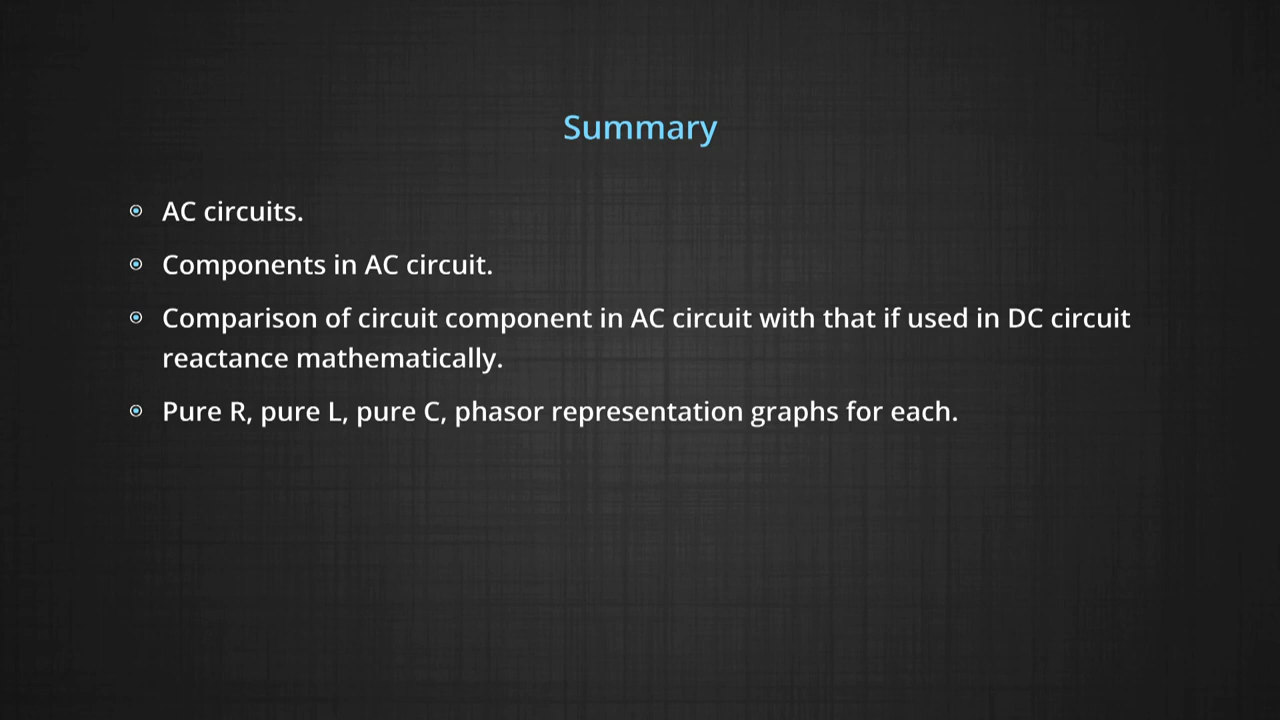 Summary
AC circuits.
Components in AC circuit.
Comparison of circuit component in AC circuit with that if used in DC circuit
reactance mathematically.
Pure R, pure L, pure C, phasor representation graphs for each.